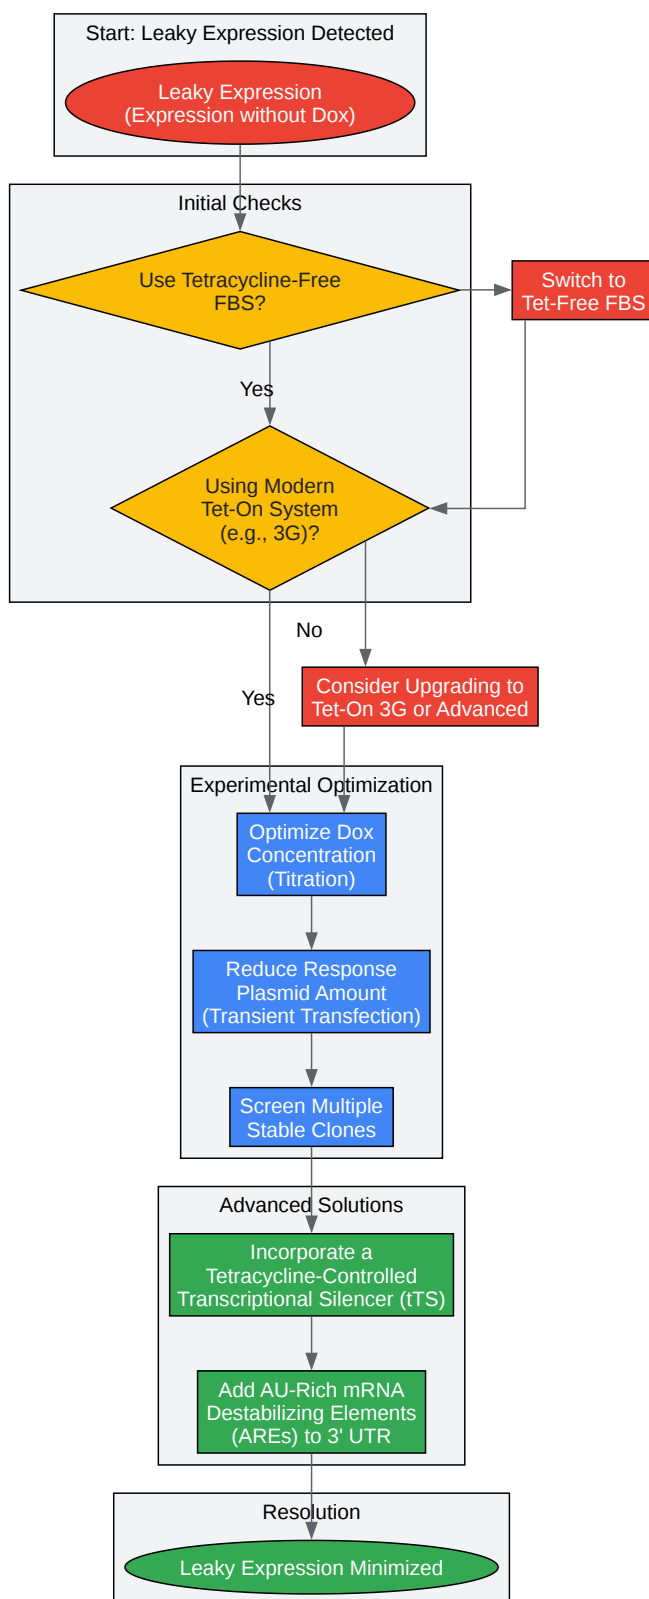 Start: Leaky Expression Detected
Leaky Expression
(Expression without Dox)
Initial Checks
Use Tetracycline-Free
FBS?
Switch to
Tet-Free FBS
Yes
Using Modern
Tet-On System
(e.g., 3G)?
No
Consider Upgrading to
Tet-On 3G or Advanced
Yes
Experimental Optimization
Optimize Dox
Concentration
(Titration)
Reduce Response
Plasmid Amount
(Transient Transfection)
Screen Multiple
Stable Clones
Advanced Solutions
Incorporate a
Tetracycline-Controlled
Transcriptional Silencer (tTS)
Add AU-Rich mRNA
Destabilizing Elements
(AREs) to 3' UTR
Resolution
Leaky Expression Minimized